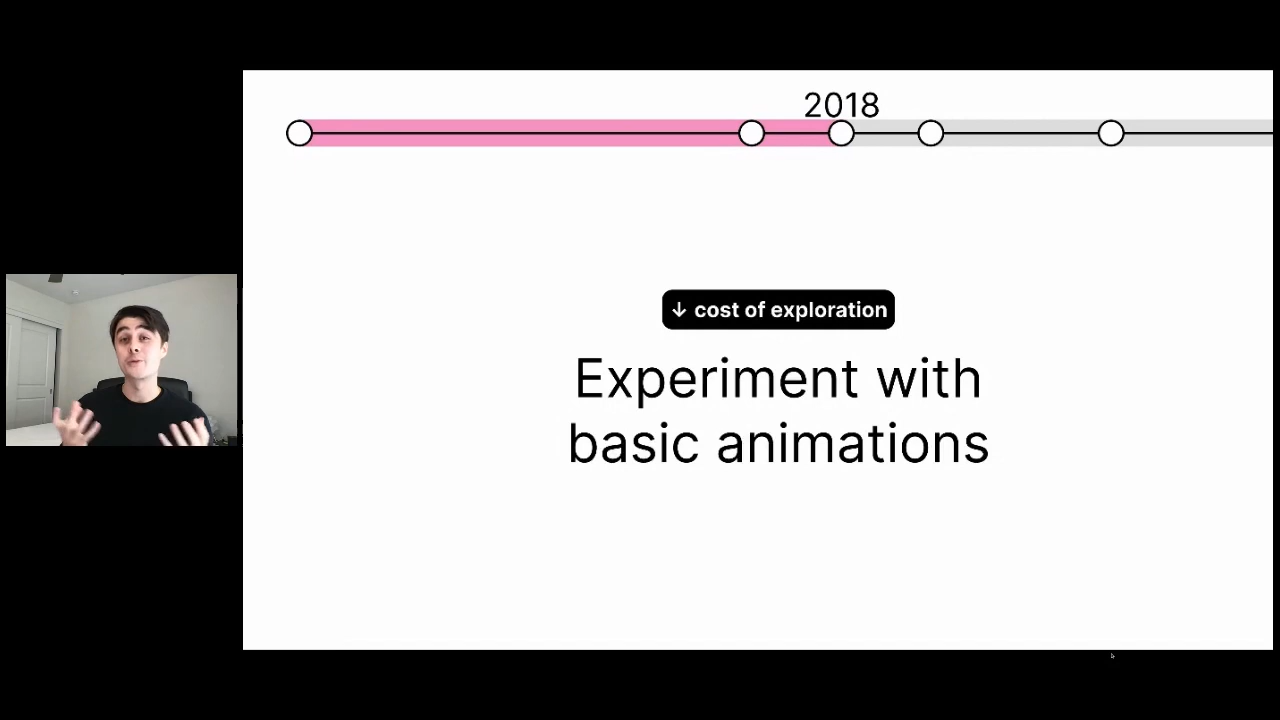 2018
↓ cost of exploration
Experiment with
basic animations